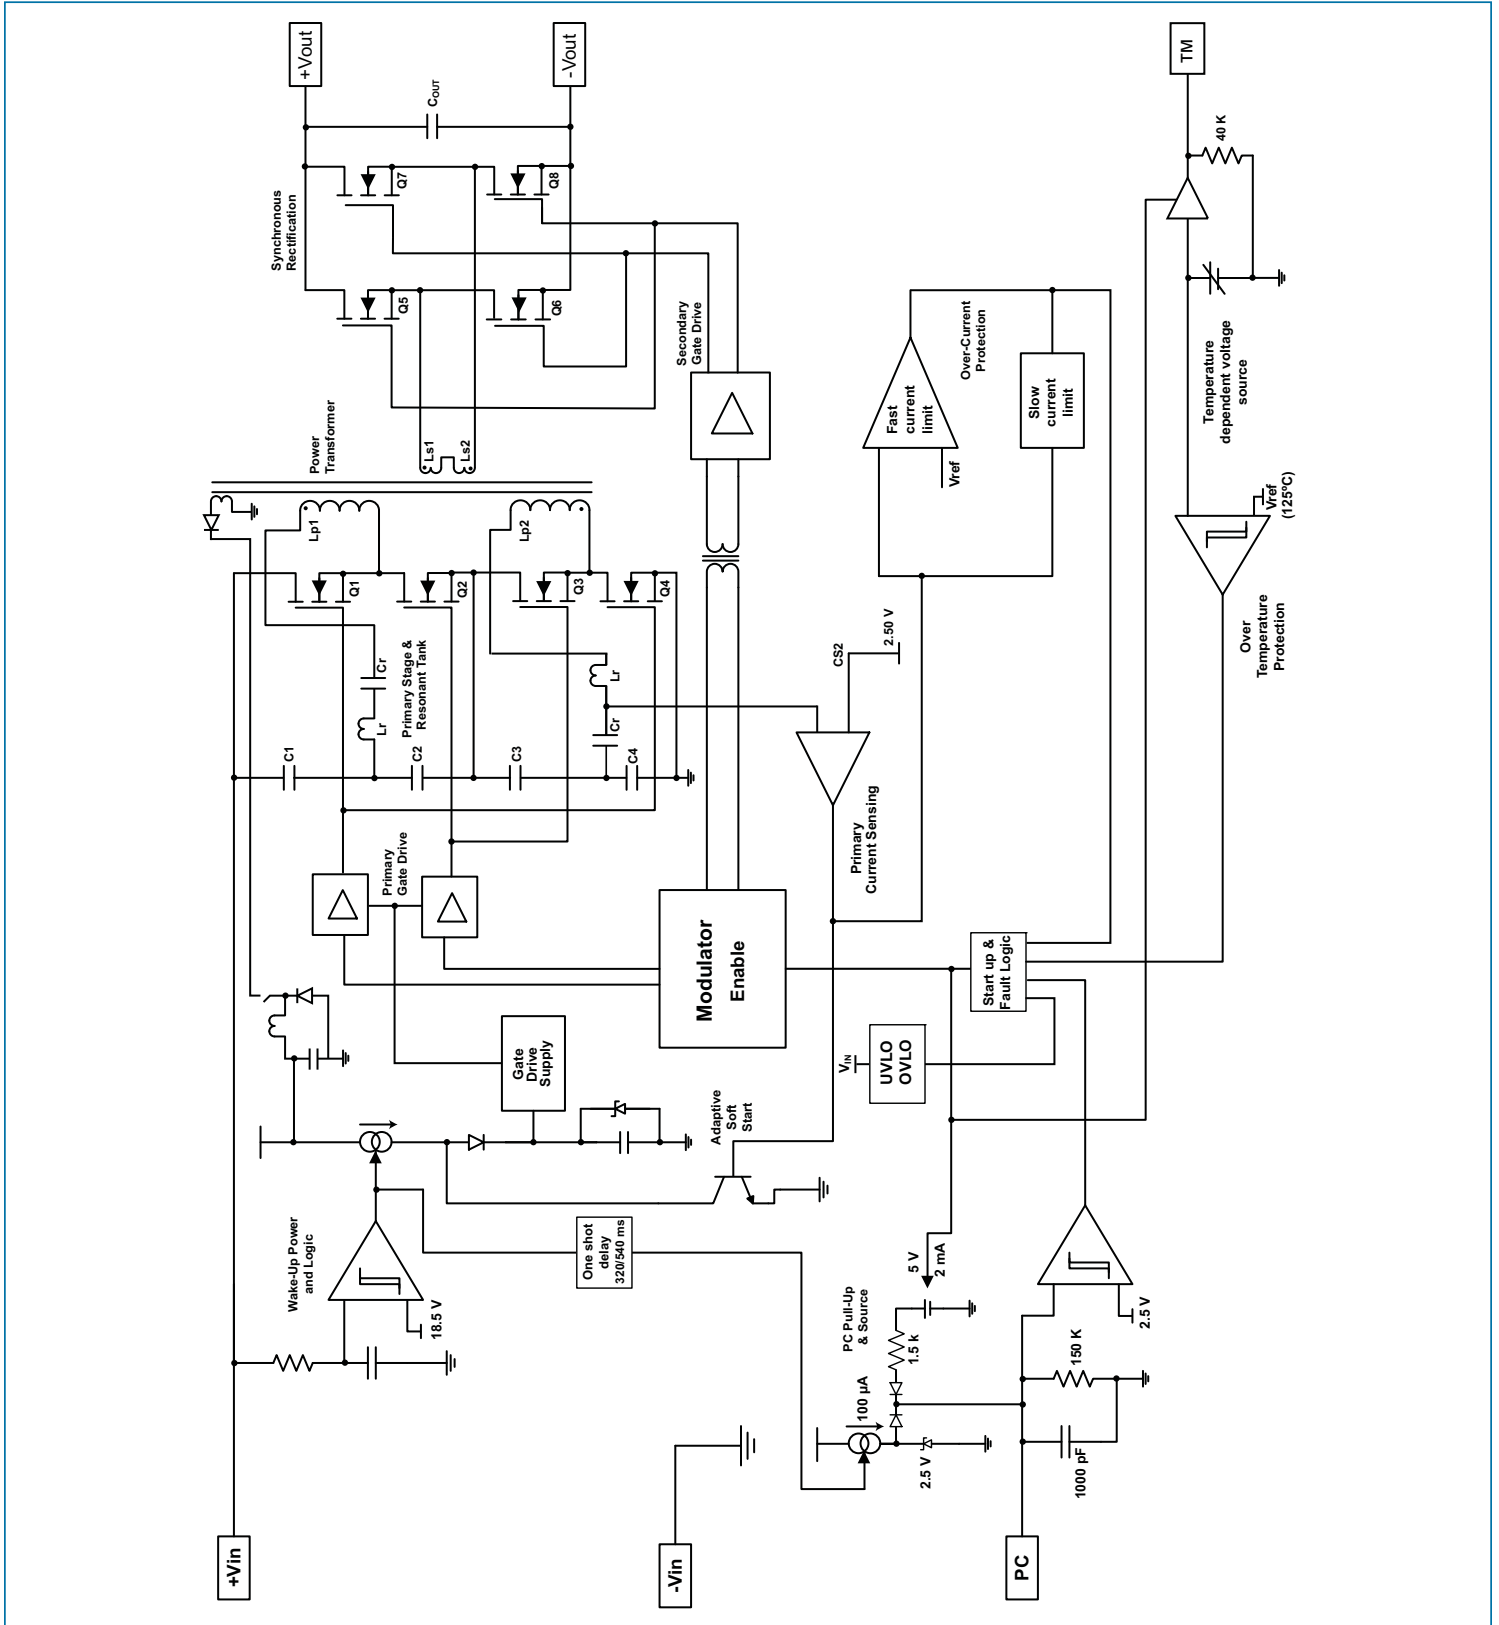 +Vout
-Vout
TM
COUT
40 K
Synchronous
Rectification
Q7
Q8
Q5
Q6
Secondary
Gate Drive
Over-Current
Protection
Fast
current
limit
Slow
current
limit
Vref
Temperature
dependent voltage
source
Power
Transformer
Ls1
Ls2
Lp1
Lp2
Vref
(125°C)
Q1
Q2
Q3
Q4
Over
Temperature
Protection
CS2
2.50 V
Cr
Lr
Primary Stage &
Resonant Tank
Lr
Cr
C1
C2
C3
C4
Primary
Gate Drive
Primary
Current Sensing
Modulator
Enable
Start up &
Fault Logic
VIN
UVLO
OVLO
Gate
Drive
Supply
Adaptive
Soft
Start
Wake-Up Power
and Logic
18.5 V
One shot
delay
320/540 ms
5 V
2 mA
PC Pull-Up
& Source
1.5 k
100 µA
2.5 V
2.5 V
150 K
1000 pF
+Vin
-Vin
PC